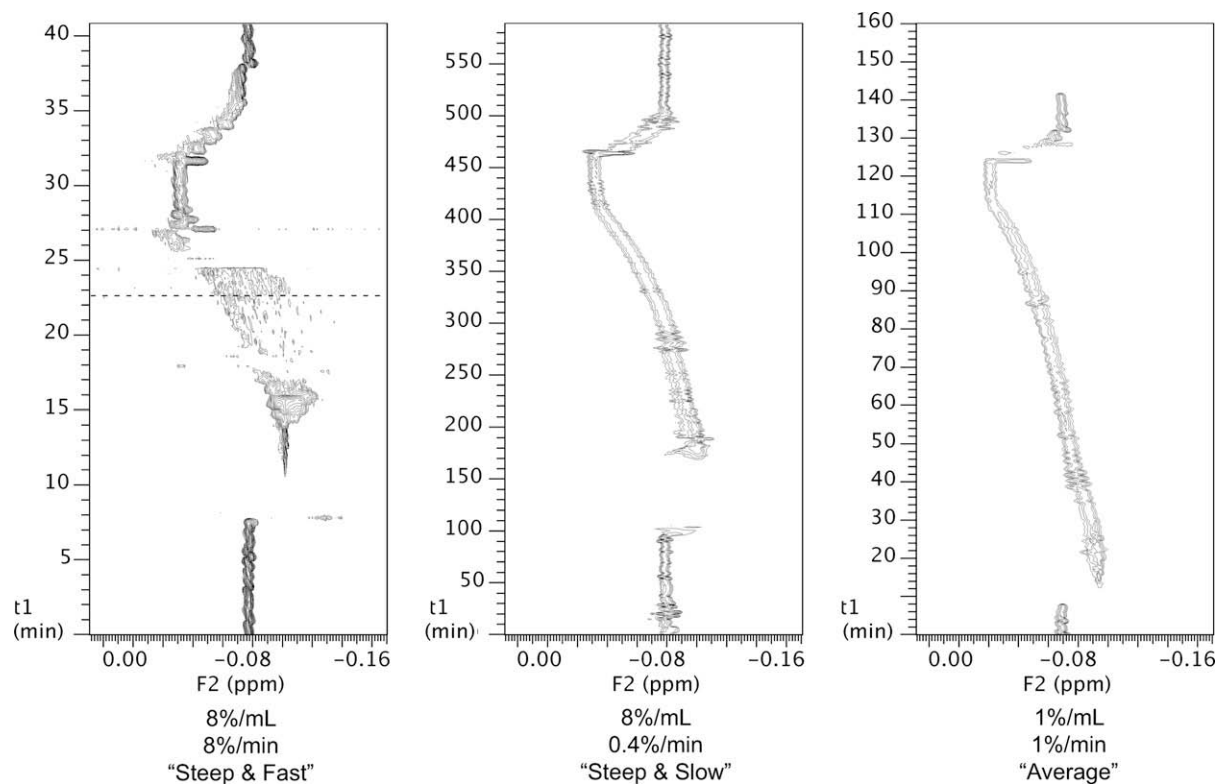 40
35
30
25
20
15
10
5
t1
(min)
0.00 −0.08 −0.16
F2 (ppm)
8%/mL
8%/min
“Steep & Fast”
550
500
450
400
350
300
250
200
150
100
50
t1
(min)
0.00 −0.08 −0.16
F2 (ppm)
8%/mL
0.4%/min
“Steep & Slow”
160
150
140
130
120
110
100
90
80
70
60
50
40
30
20
t1
(min)
0.00 −0.08 −0.16
F2 (ppm)
1%/mL
1%/min
“Average”